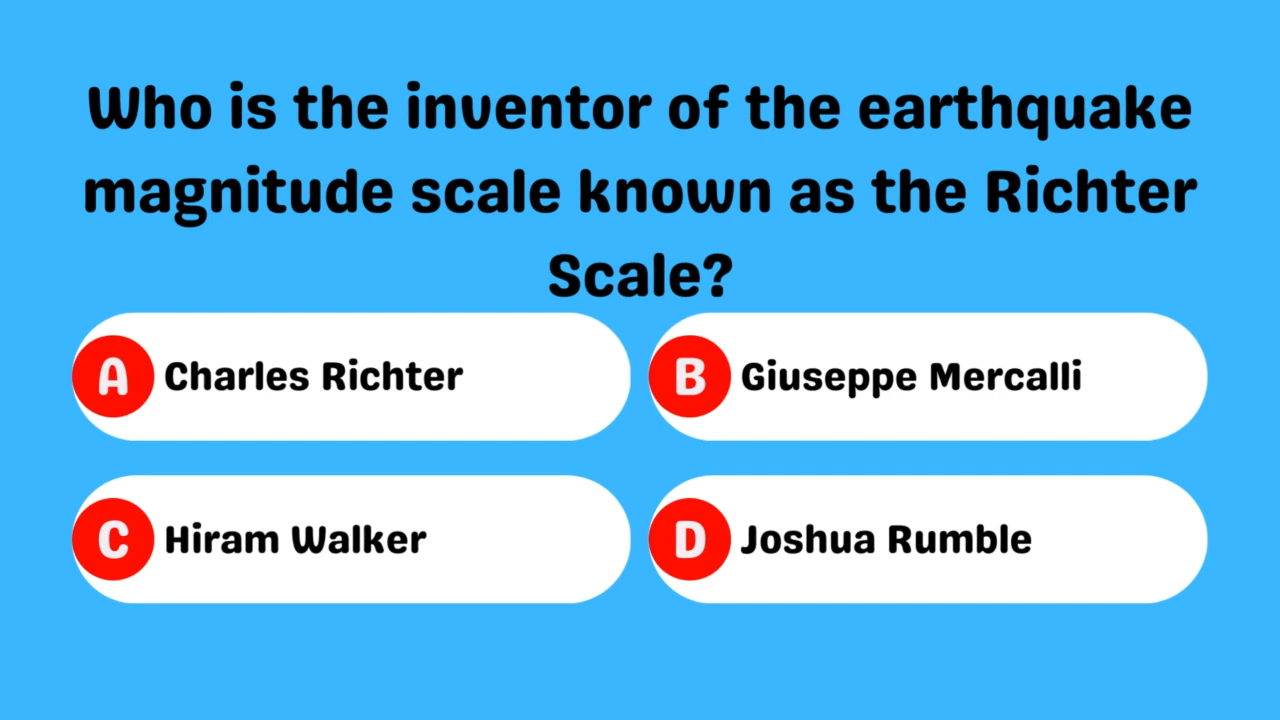 Who is the inventor of the earthquake
magnitude scale known as the Richter
Scale?
A Charles Richter
B Giuseppe Mercalli
C Hiram Walker
D Joshua Rumble